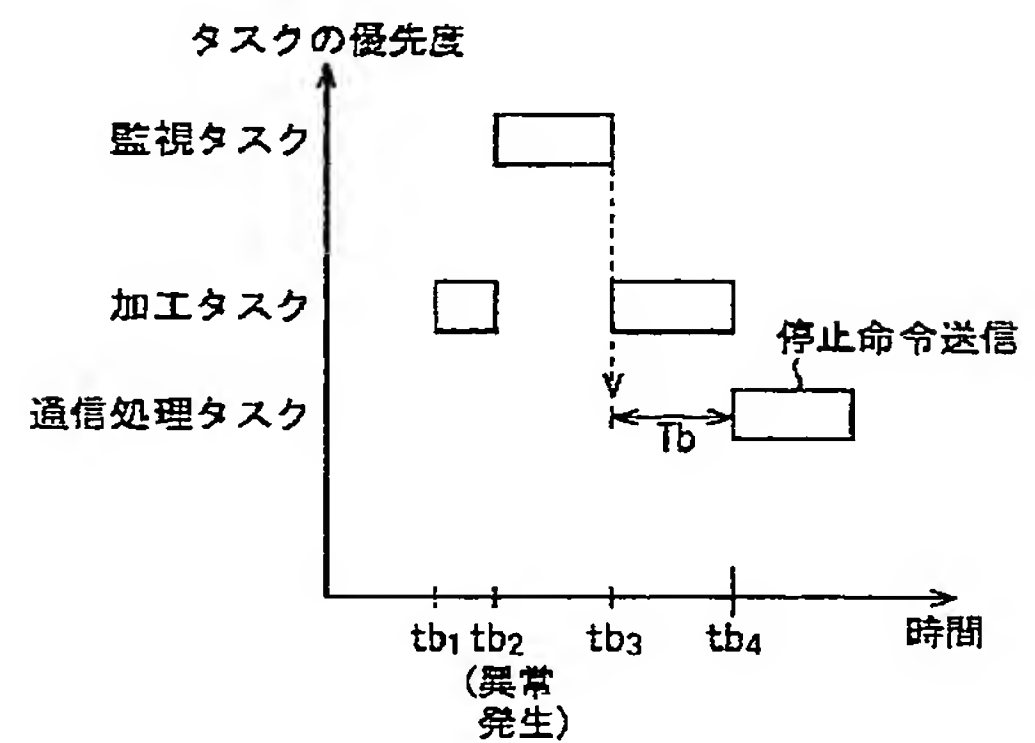 タスクの優先度
監視タスク
加工タスク
停止命令送信
通信処理タスク
Tb
tb1 tb2 tb3 tb4 時間
(異常
発生)